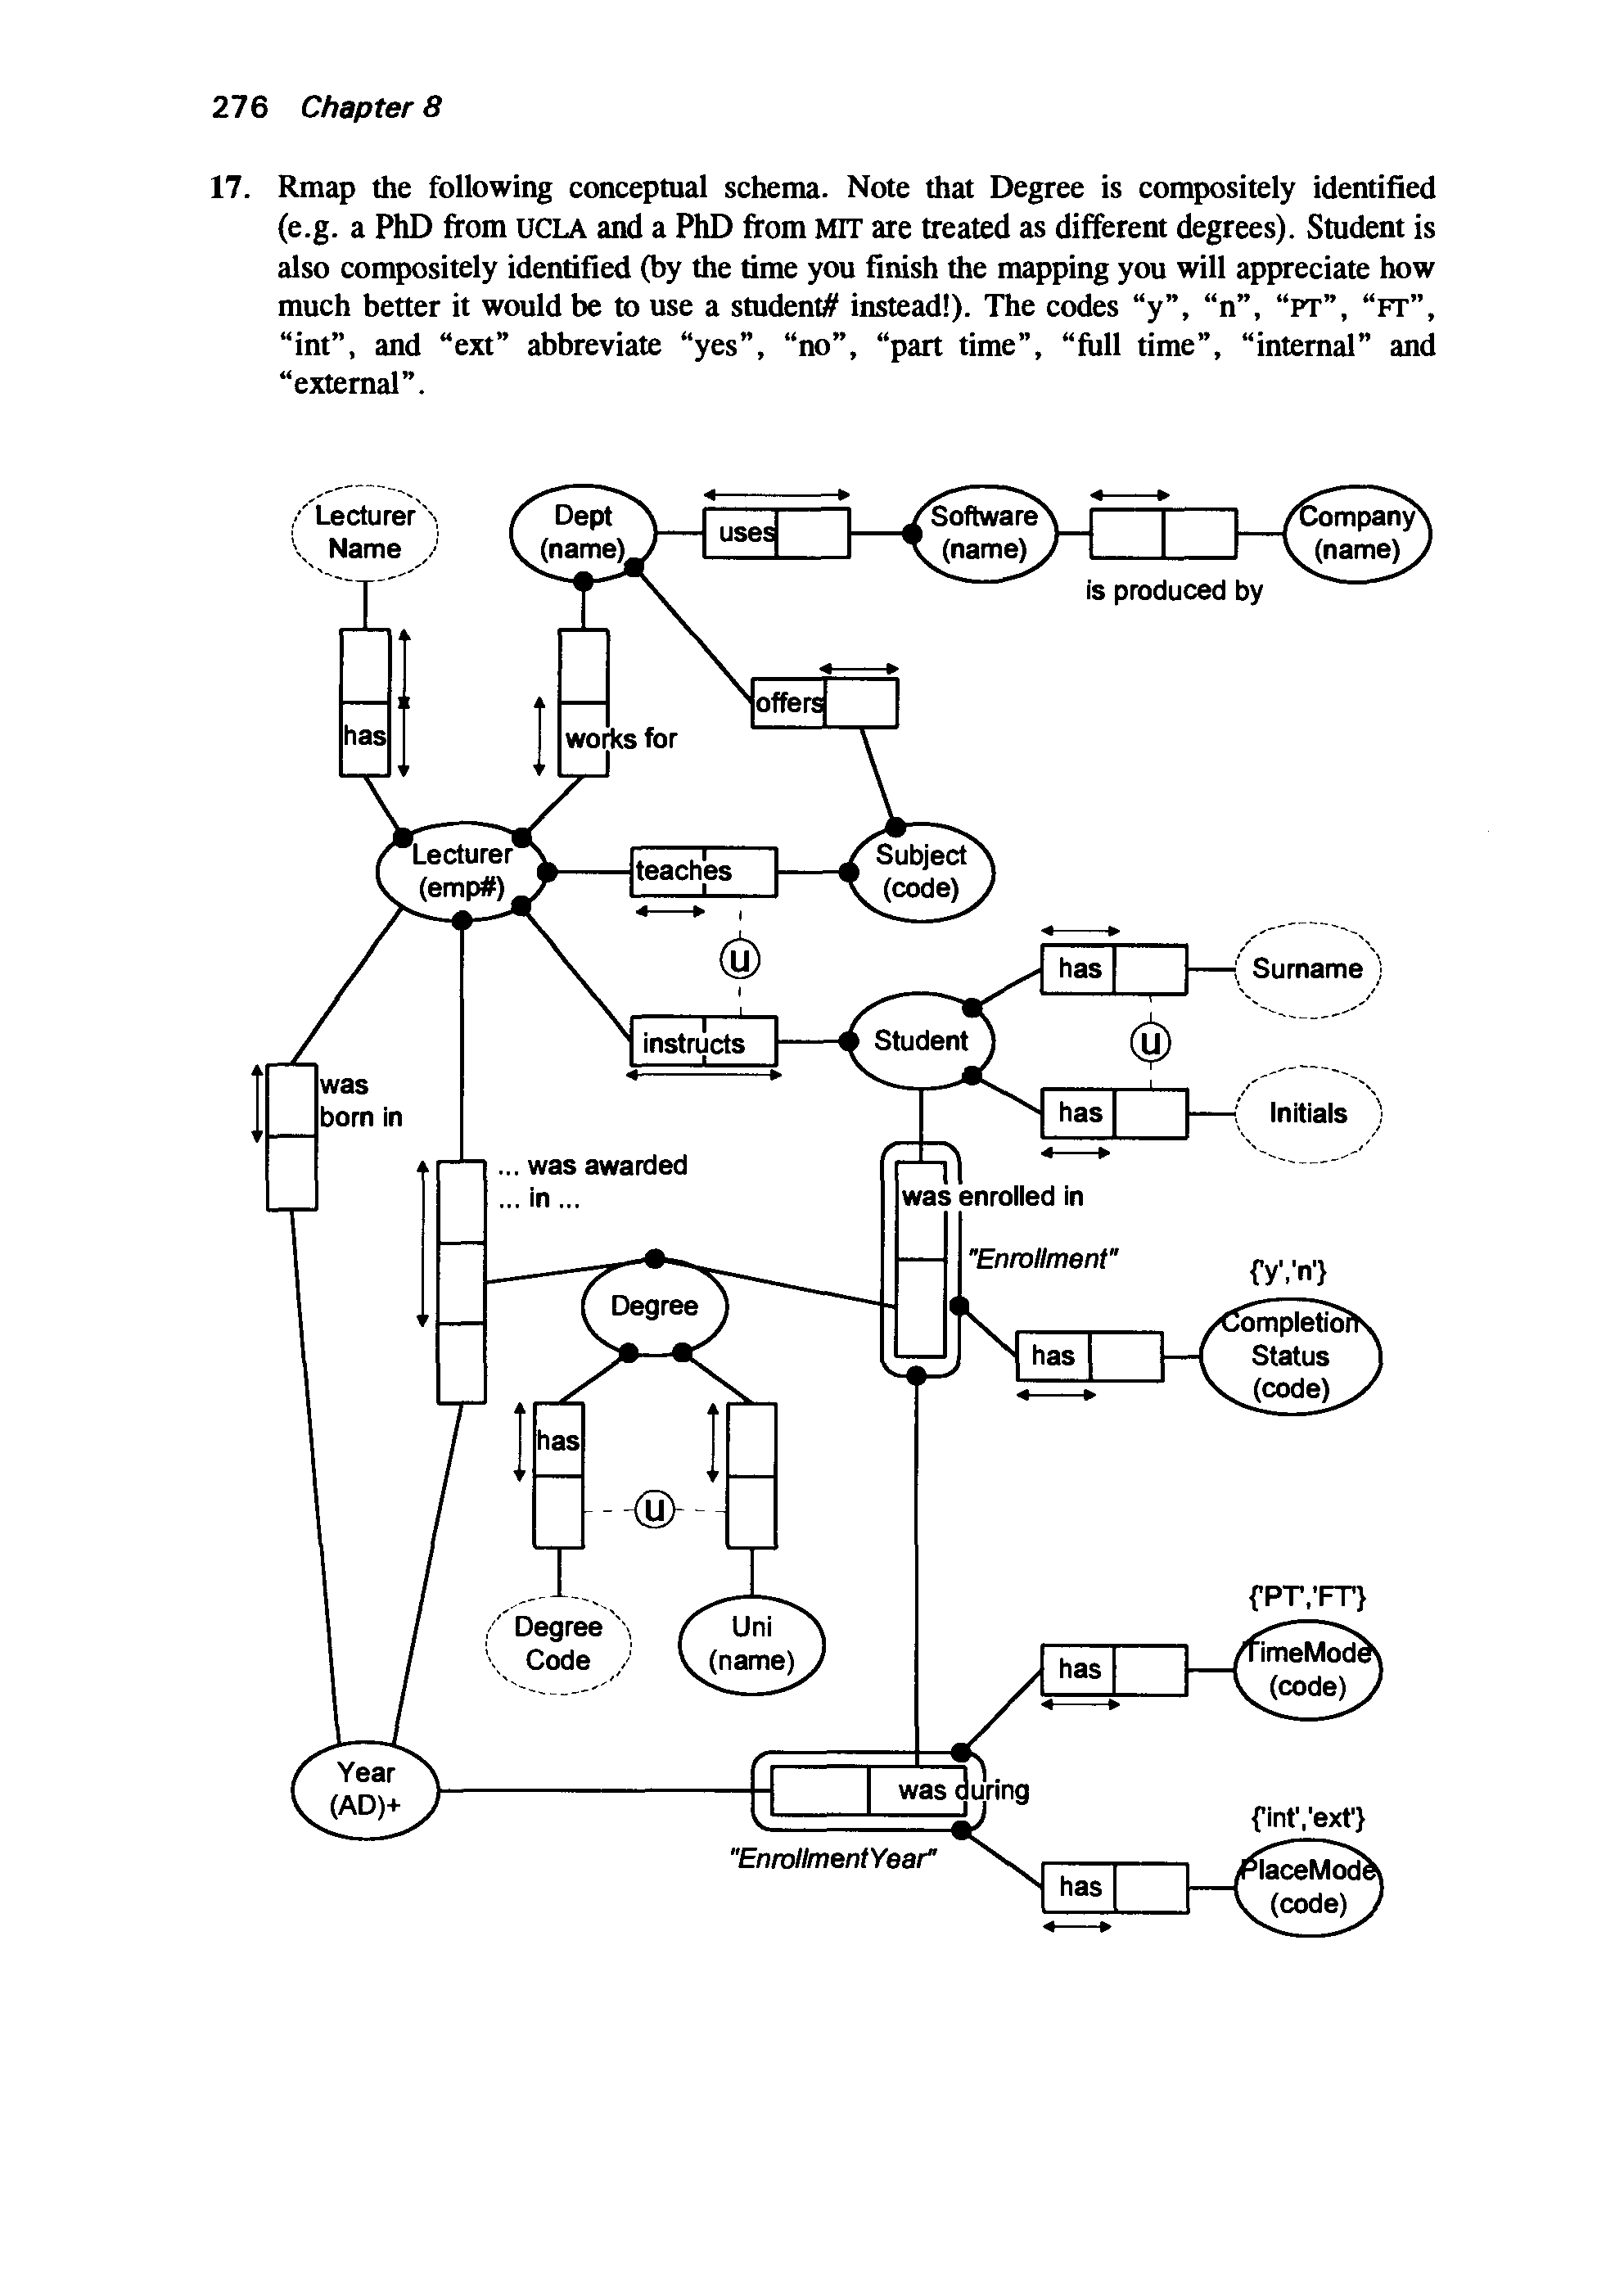 276 Chapter 8
17. Rmap the following conceptual schema. Note that Degree is compositely identified
(e.g. a PhD from UCLA and a PhD from MIT are treated as different degrees). Student is
also compositely identified (by the time you finish the mapping you will appreciate how
much better it would be to use a student# instead!). The codes “y”, “n”, “PT”, “FT”,
“int”, and “ext” abbreviate “yes”, “no”, “part time”, “full time”, “internal” and
“external”.
Lecturer
Name
Dept
(name)
uses
Software
(name)
Company
(name)
is produced by
has
works for
offers
Lecturer
(emp#)
teaches
Subject
(code)
U
has
Surname
instructs
Student
U
was
born in
has
Initials
... was awarded
... in ...
was enrolled in
"Enrollment"
{'y','n'}
Degree
has
Completion
Status
(code)
has
U
Degree
Code
Uni
(name)
{'PT','FT'}
has
TimeMode
(code)
Year
(AD)+
was during
{'int','ext'}
"EnrollmentYear"
has
PlaceMode
(code)